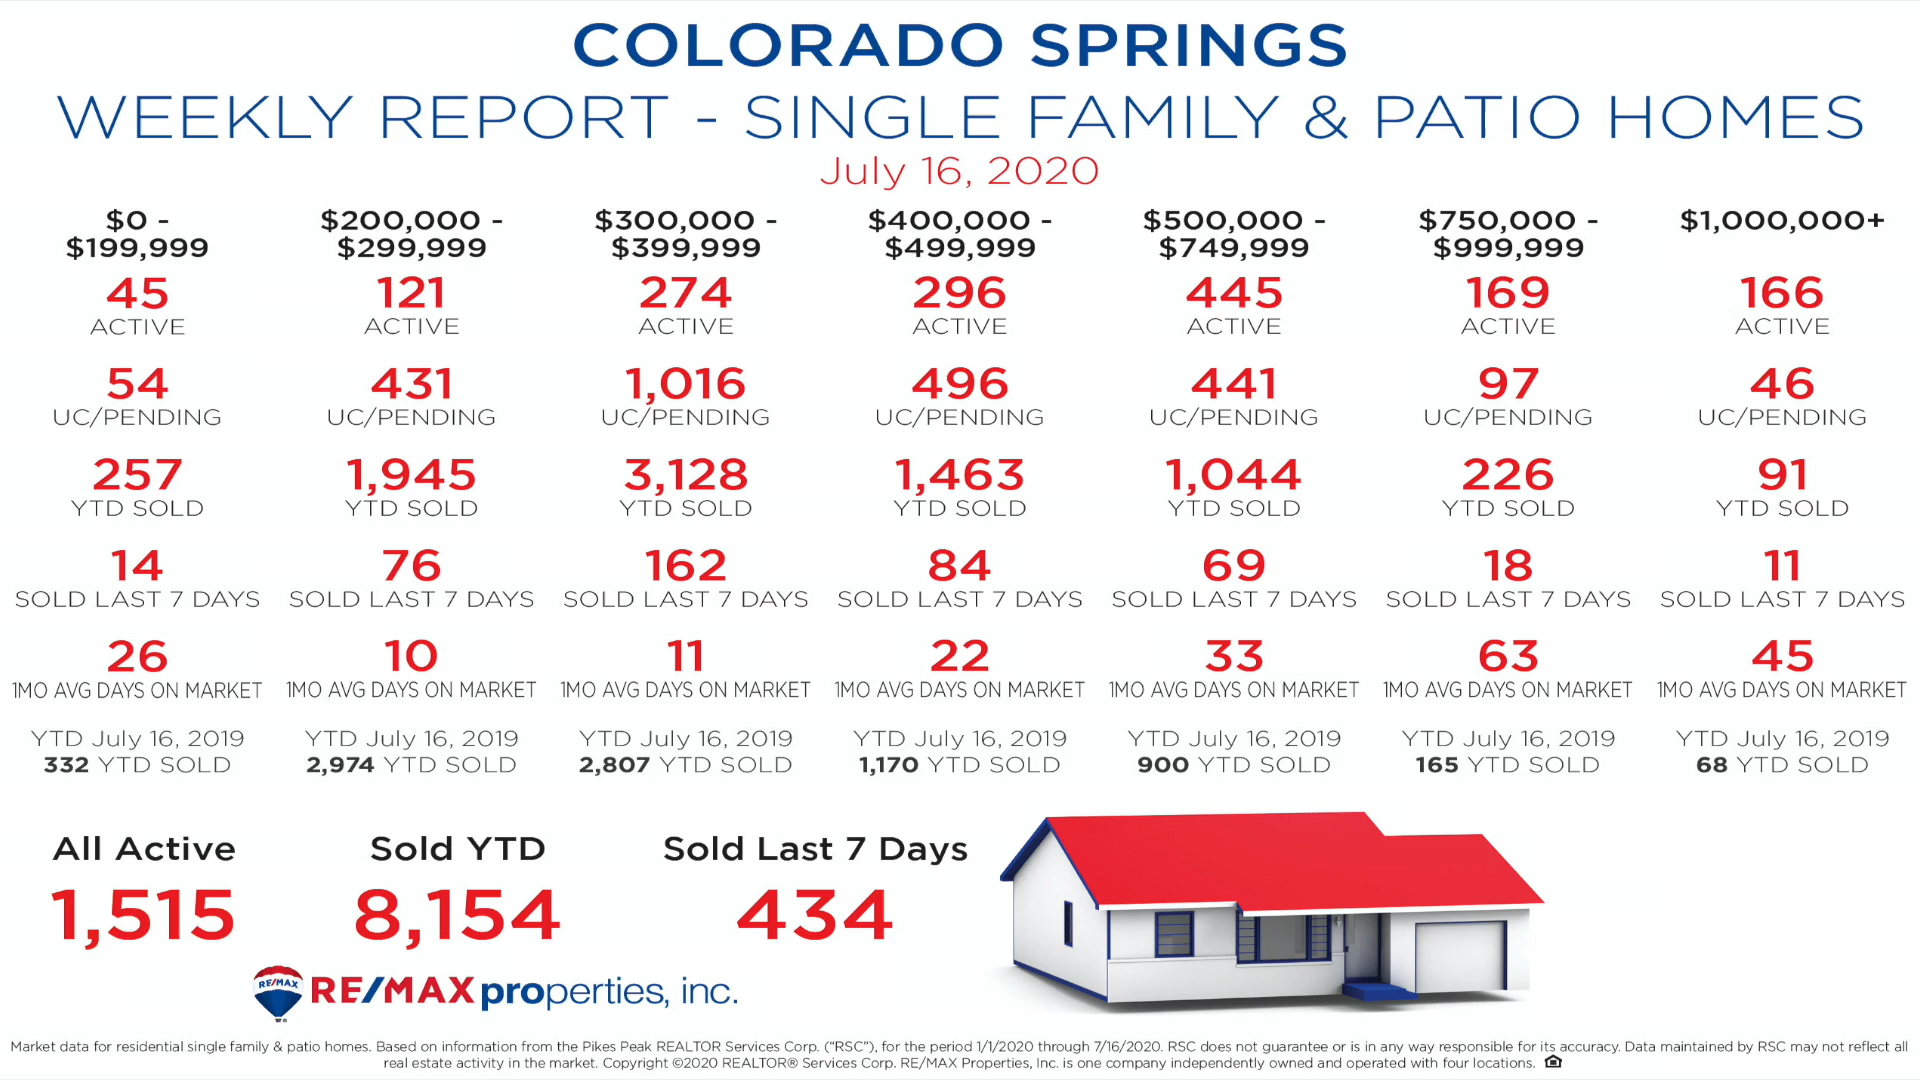 COLORADO SPRINGS
WEEKLY REPORT - SINGLE FAMILY & PATIO HOMES
July 16, 2020
$0 - $200,000 - $300,000 - $400,000 - $500,000 - $750,000 - $1,000,000+
$199,999 $299,999 $399,999 $499,999 $749,999 $999,999
45 121 274 296 445 169 166
ACTIVE ACTIVE ACTIVE ACTIVE ACTIVE ACTIVE ACTIVE
54 431 1,016 496 441 97 46
UC/PENDING UC/PENDING UC/PENDING UC/PENDING UC/PENDING UC/PENDING UC/PENDING
257 1,945 3,128 1,463 1,044 226 91
YTD SOLD YTD SOLD YTD SOLD YTD SOLD YTD SOLD YTD SOLD YTD SOLD
14 76 162 84 69 18 11
SOLD LAST 7 DAYS SOLD LAST 7 DAYS SOLD LAST 7 DAYS SOLD LAST 7 DAYS SOLD LAST 7 DAYS SOLD LAST 7 DAYS SOLD LAST 7 DAYS
26 10 11 22 33 63 45
1MO AVG DAYS ON MARKET 1MO AVG DAYS ON MARKET 1MO AVG DAYS ON MARKET 1MO AVG DAYS ON MARKET 1MO AVG DAYS ON MARKET 1MO AVG DAYS ON MARKET 1MO AVG DAYS ON MARKET
YTD July 16, 2019 YTD July 16, 2019 YTD July 16, 2019 YTD July 16, 2019 YTD July 16, 2019 YTD July 16, 2019 YTD July 16, 2019
332 YTD SOLD 2,974 YTD SOLD 2,807 YTD SOLD 1,170 YTD SOLD 900 YTD SOLD 165 YTD SOLD 68 YTD SOLD
All Active Sold YTD Sold Last 7 Days
1,515 8,154 434
RE/MAX RE/MAX properties, inc.
Market data for residential single family & patio homes. Based on information from the Pikes Peak REALTOR Services Corp. ("RSC"), for the period 1/1/2020 through 7/16/2020. RSC does not guarantee or is in any way responsible for its accuracy. Data maintained by RSC may not reflect all
real estate activity in the market. Copyright ©2020 REALTOR® Services Corp. RE/MAX Properties, Inc. is one company independently owned and operated with four locations.